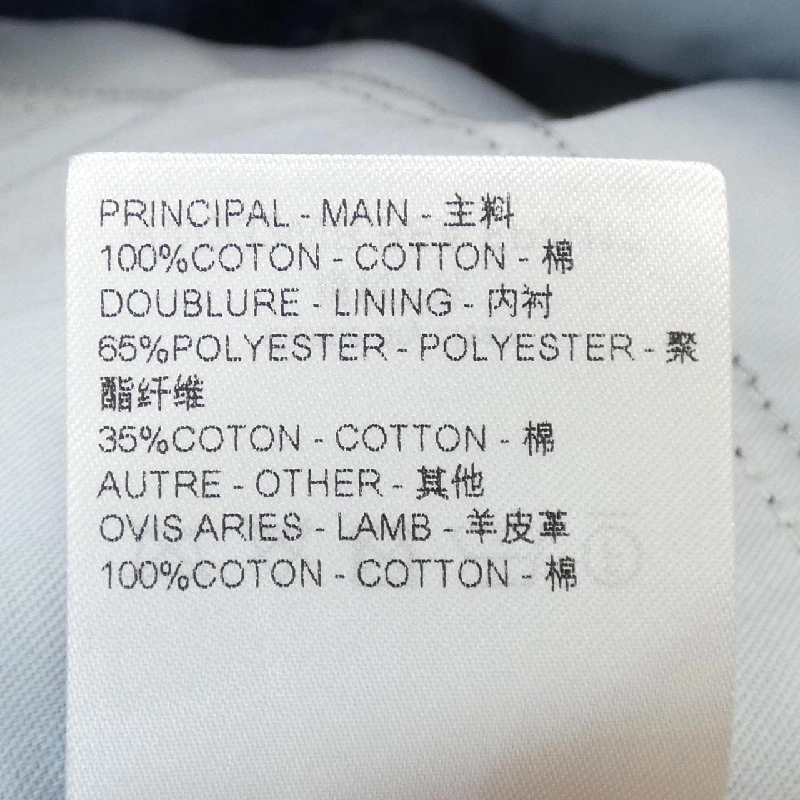 PRINCIPAL - MAIN - 主料
100%COTON - COTTON - 棉
DOUBLURE - LINING - 内衬
65%POLYESTER - POLYESTER - 聚
酯纤维
35%COTON - COTTON - 棉
AUTRE - OTHER - 其他
OVIS ARIES - LAMB - 羊皮革
100%COTON - COTTON - 棉